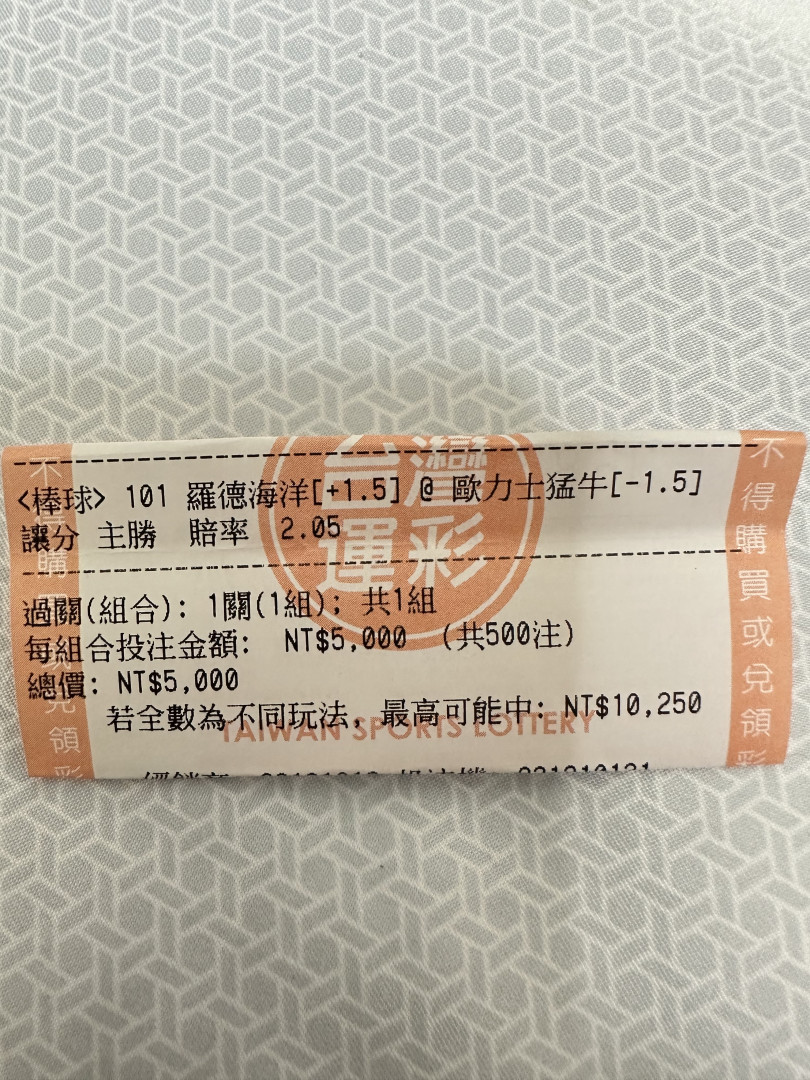 <棒球> 101 羅德海洋[+1.5] @ 歐力士猛牛[-1.5]
讓分 主勝 賠率 2.05
過關(組合): 1關(1組); 共1組
每組合投注金額: NT$5,000 (共500注)
總價: NT$5,000
若全數為不同玩法, 最高可能中: NT$10,250
TAIWAN SPORTS LOTTERY
台灣
運彩
不得購買或兌領彩